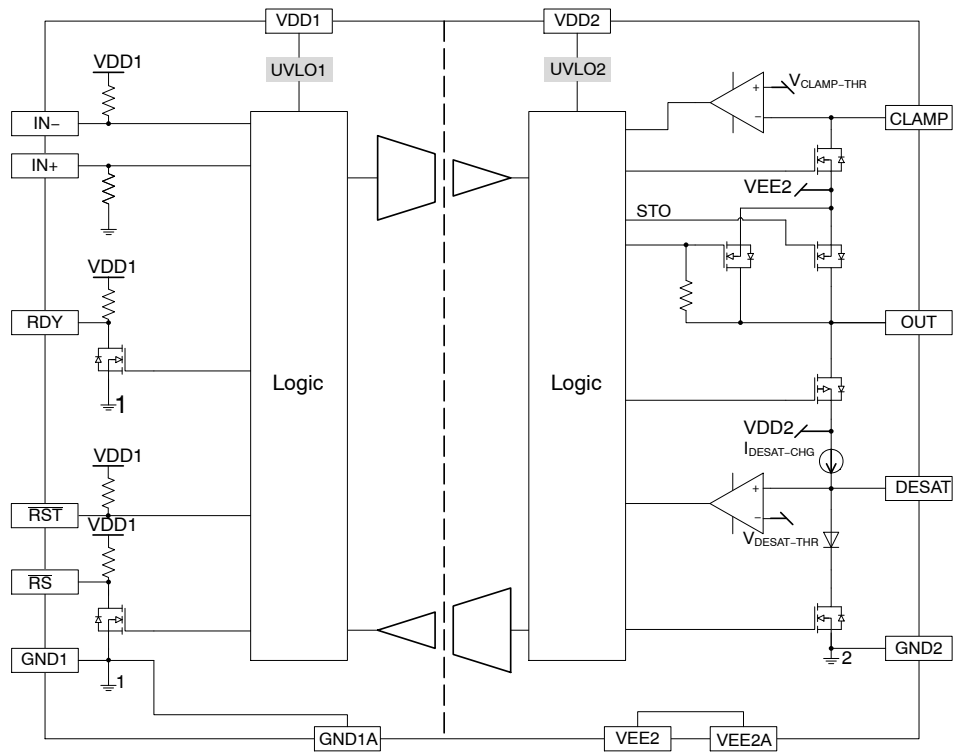 VDD1
VDD2
UVLO1
UVLO2
VDD1
IN−
IN+
VCLAMP−THR
+
−
CLAMP
VEE2
STO
VDD1
RDY
1
OUT
Logic
Logic
VDD2
IDESAT−CHG
+
−
VDESAT−THR
DESAT
VDD1
RST
VDD1
RS
GND1
1
2
GND2
GND1A
VEE2
VEE2A